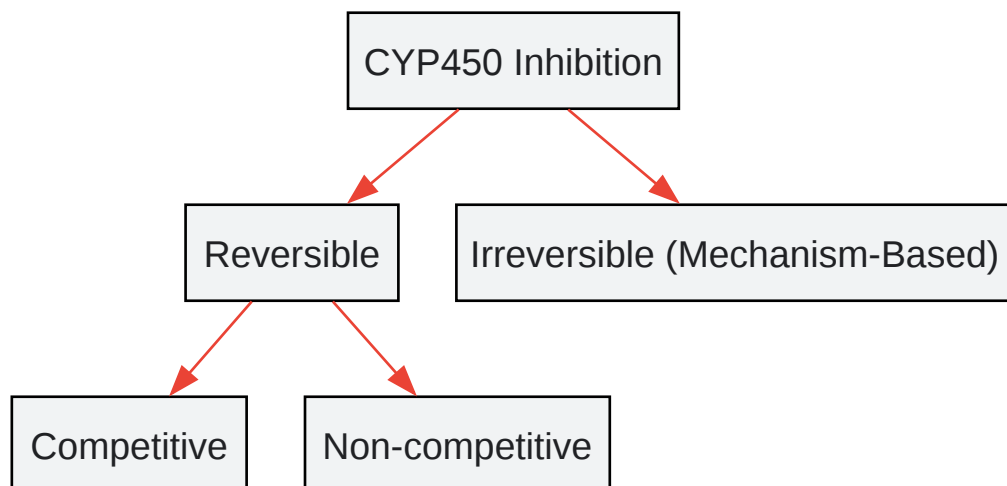 CYP450 Inhibition
Reversible
Irreversible (Mechanism-Based)
Competitive
Non-competitive